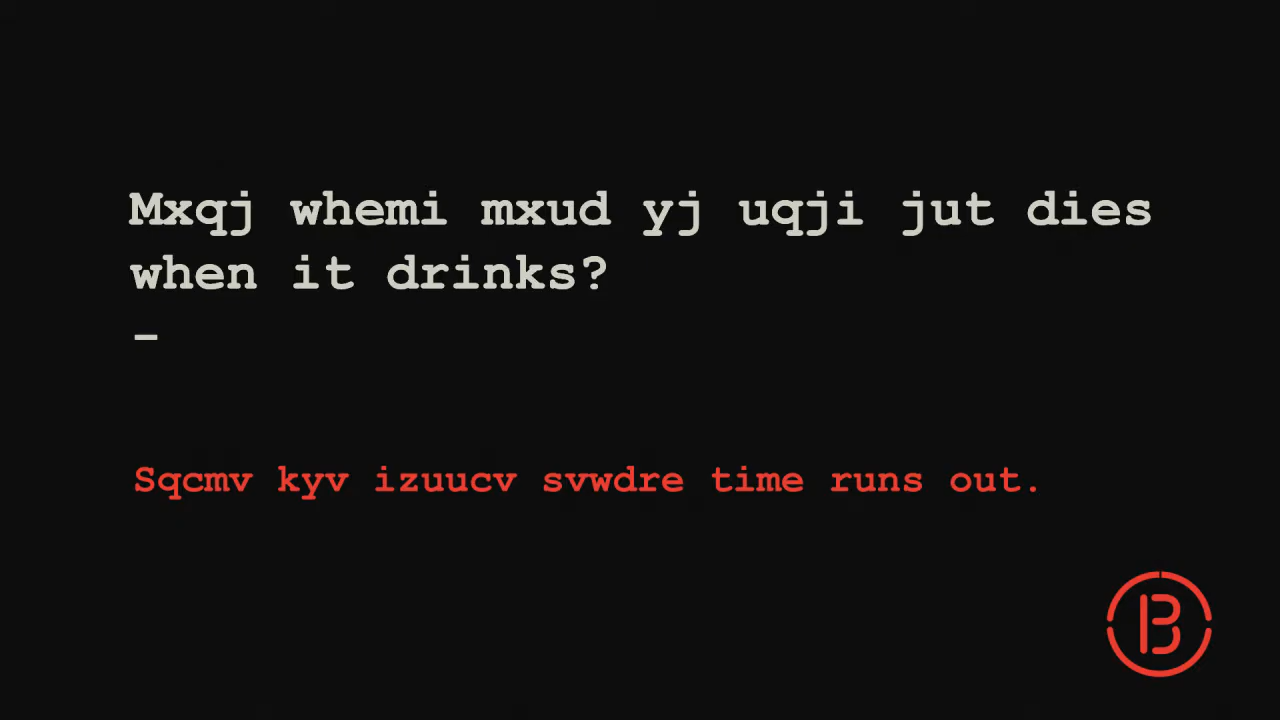 Mxqj whemi mxud yj uqji jut dies
when it drinks?
_
Sqcmv kyv izuucv svwdre time runs out.
B